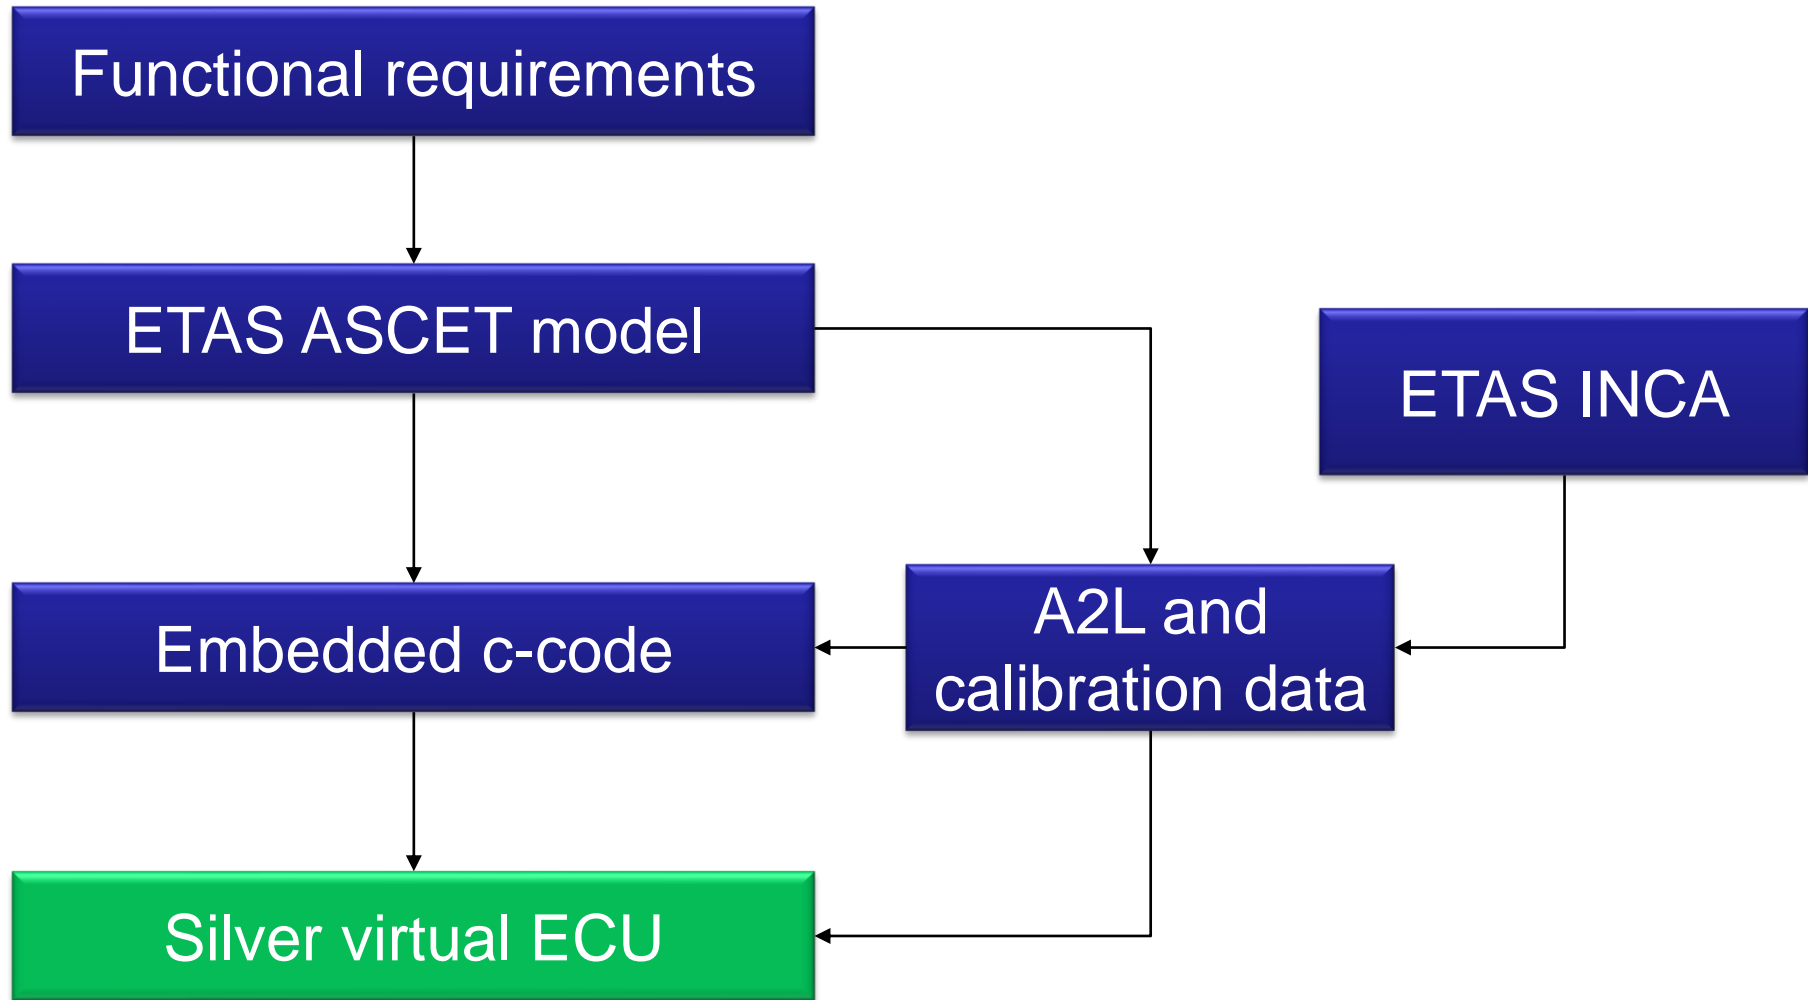 Functional requirements
ETAS ASCET model
ETAS INCA
Embedded c-code
A2L and
calibration data
Silver virtual ECU